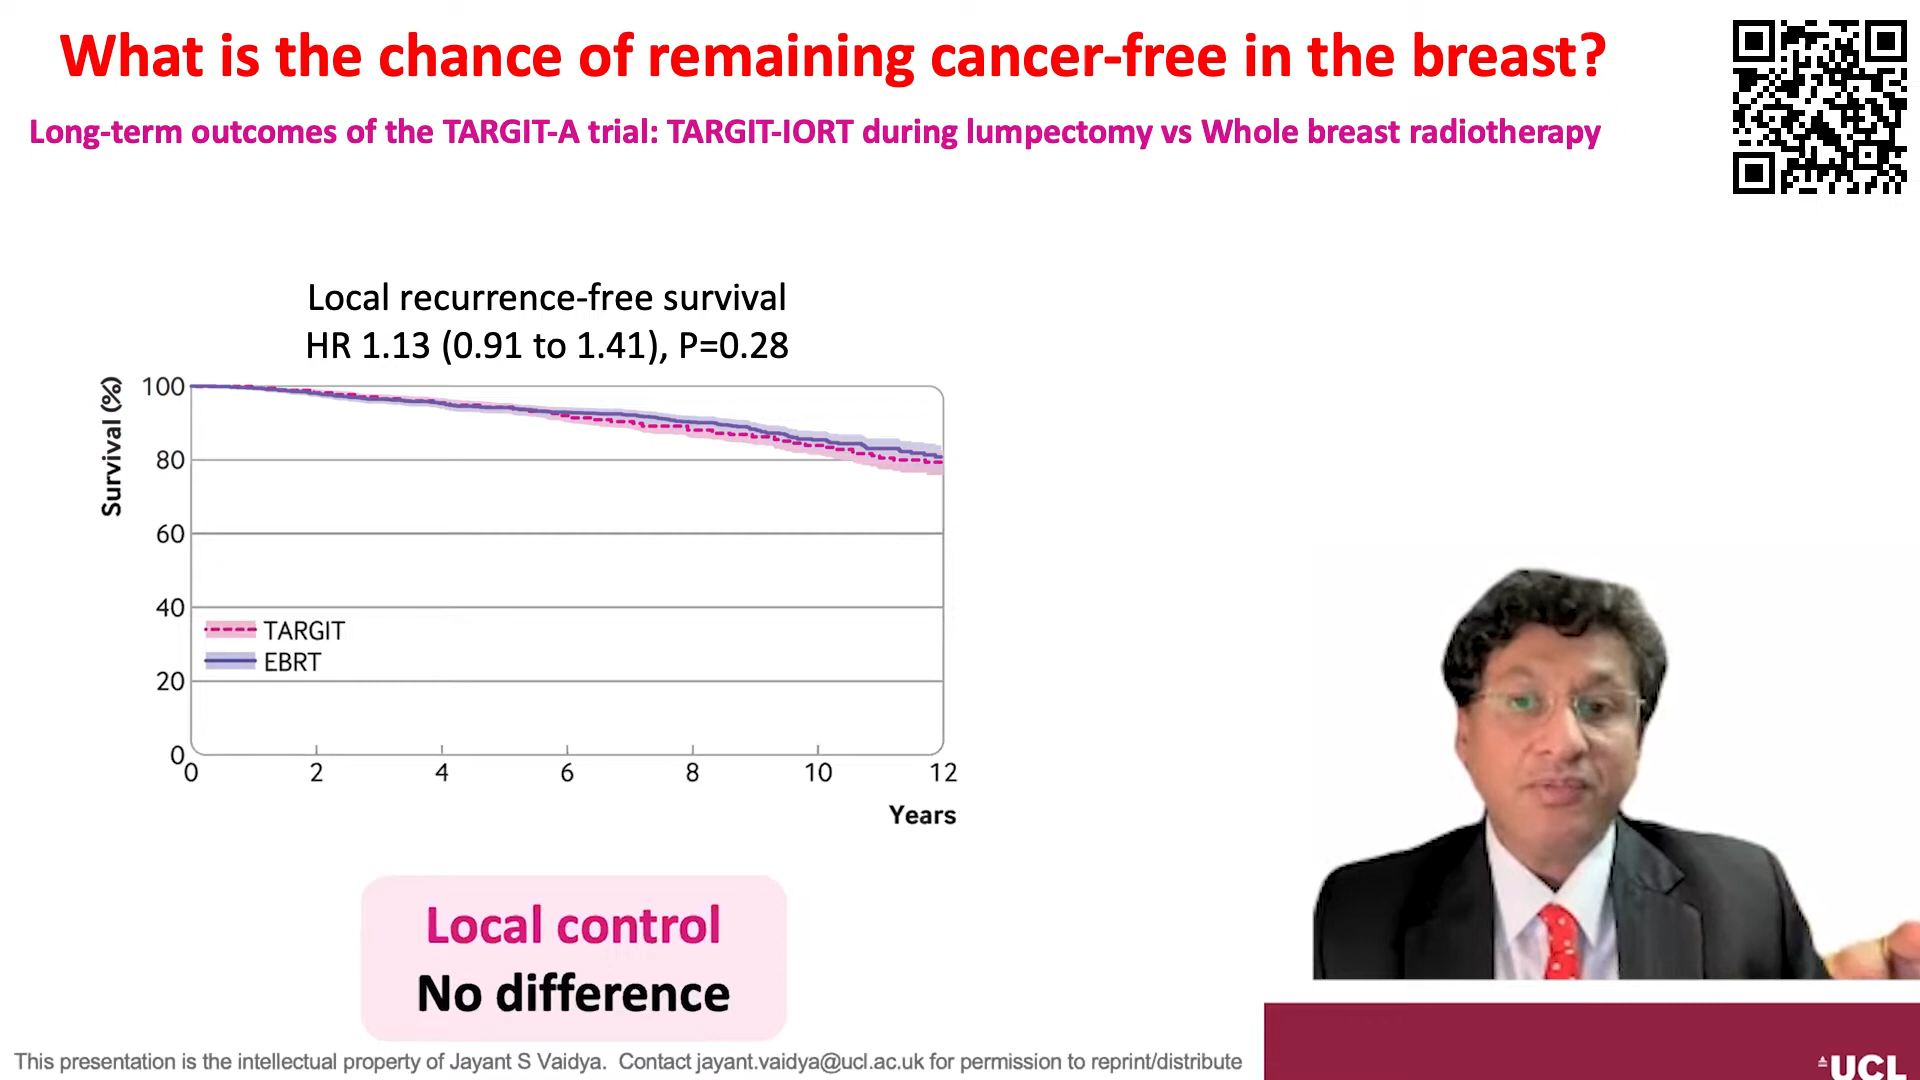 What is the chance of remaining cancer-free in the breast?
Long-term outcomes of the TARGIT-A trial: TARGIT-IORT during lumpectomy vs Whole breast radiotherapy
Local recurrence-free survival
HR 1.13 (0.91 to 1.41), P=0.28
Survival (%)
100
80
60
40
20
0
TARGIT
EBRT
0 2 4 6 8 10 12
Years
Local control
No difference
This presentation is the intellectual property of Jayant S Vaidya. Contact jayant.vaidya@ucl.ac.uk for permission to reprint/distribute
UCL